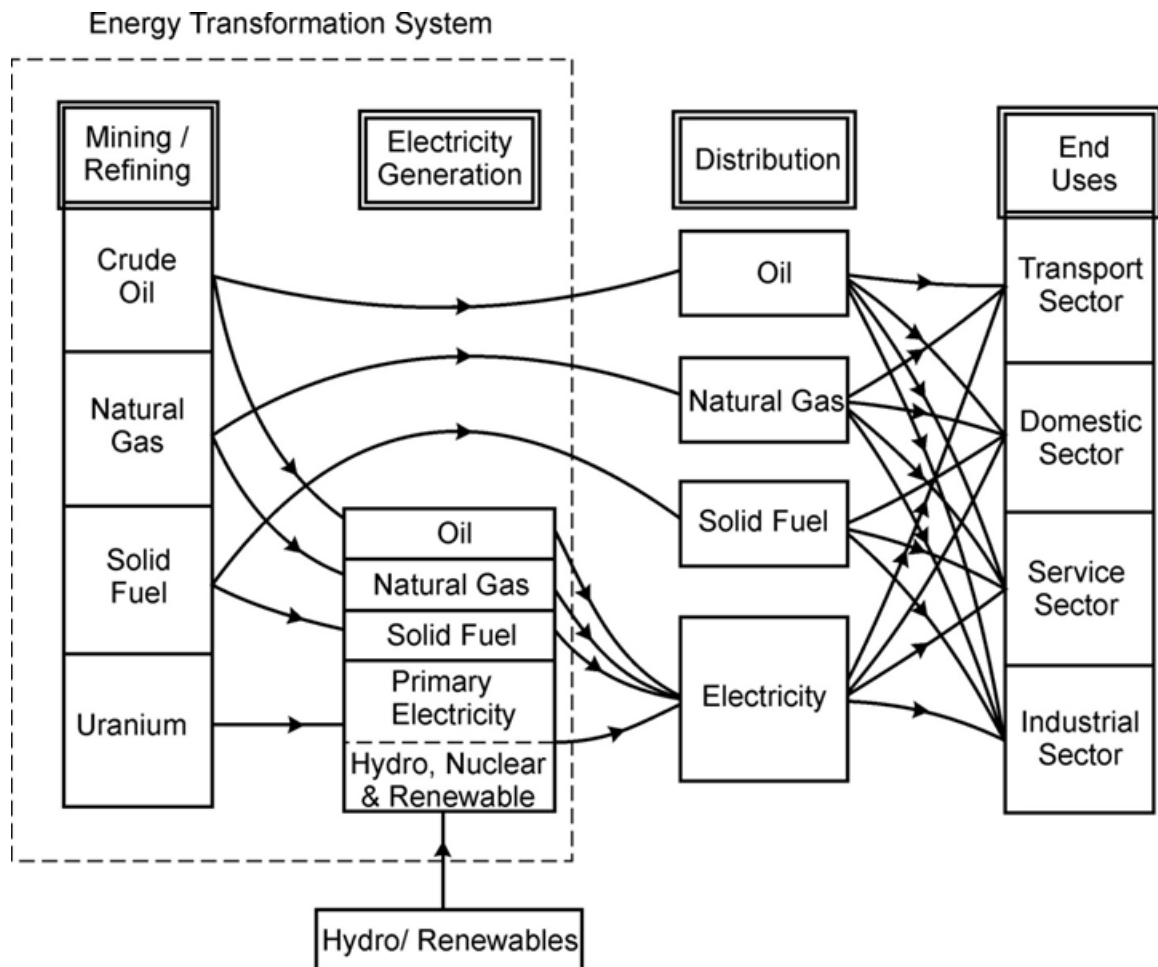 Energy Transformation System
Mining /
Refining
Crude
Oil
Natural
Gas
Solid
Fuel
Uranium
Electricity
Generation
Oil
Natural Gas
Solid Fuel
Primary
Electricity
Hydro, Nuclear
& Renewable
Hydro/ Renewables
Distribution
Oil
Natural Gas
Solid Fuel
Electricity
End
Uses
Transport
Sector
Domestic
Sector
Service
Sector
Industrial
Sector